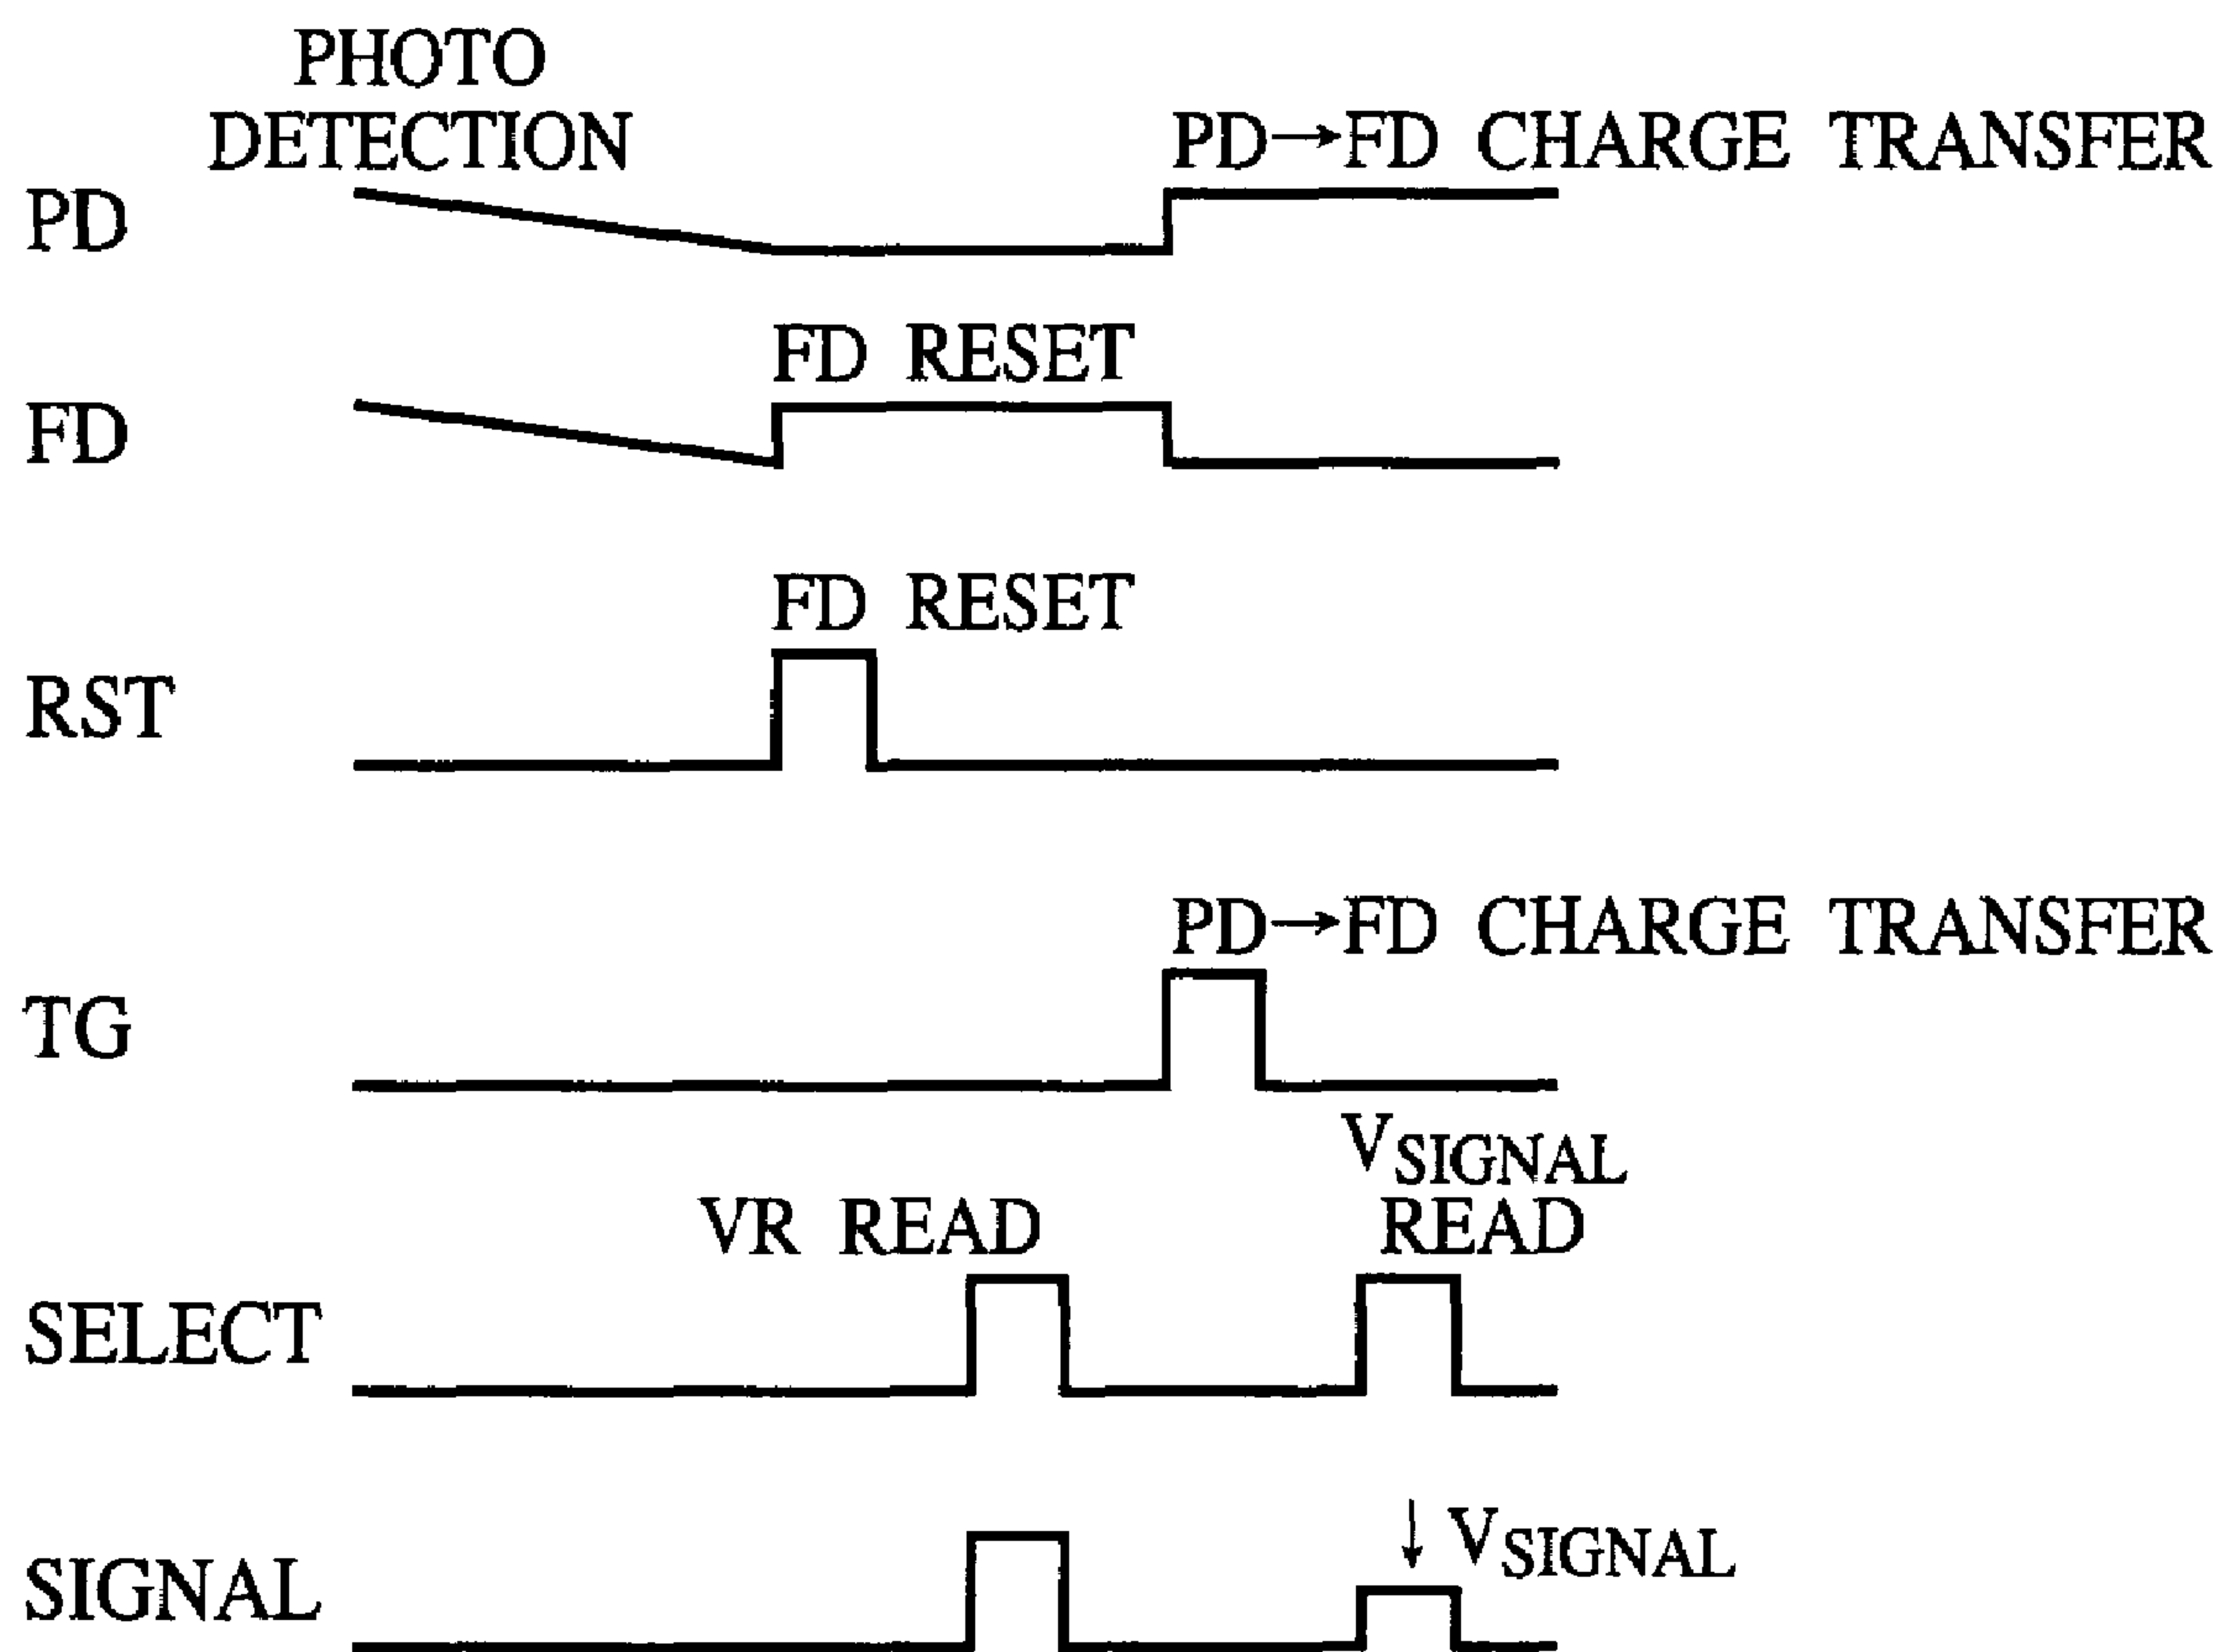 PHOTO
DETECTION
PD→FD CHARGE TRANSFER
PD
FD RESET
FD
FD RESET
RST
PD→FD CHARGE TRANSFER
TG
VSIGNAL
VR READ
READ
SELECT
VSIGNAL
SIGNAL